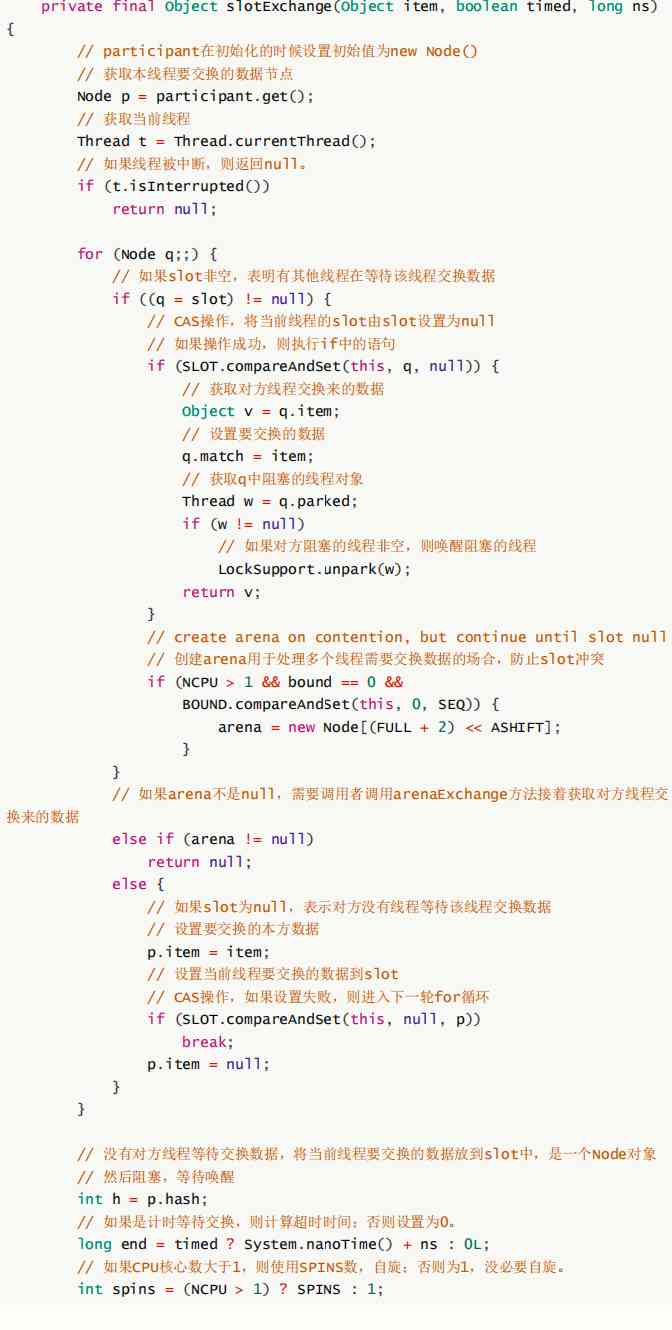 private final Object slotExchange(Object item, boolean timed, long ns)
{
// participant在初始化的时候设置初始值为new Node()
// 获取本线程要交换的数据节点
Node p = participant.get();
// 获取当前线程
Thread t = Thread.currentThread();
// 如果线程被中断，则返回null。
if (t.isInterrupted())
return null;
for (Node q;;) {
// 如果slot非空，表明有其他线程在等待该线程交换数据
if ((q = slot) != null) {
// CAS操作，将当前线程的slot由slot设置为null
// 如果操作成功，则执行if中的语句
if (SLOT.compareAndSet(this, q, null)) {
// 获取对方线程交换来的数据
Object v = q.item;
// 设置要交换的数据
q.match = item;
// 获取q中阻塞的线程对象
Thread w = q.parked;
if (w != null)
// 如果对方阻塞的线程非空，则唤醒阻塞的线程
LockSupport.unpark(w);
return v;
}
// create arena on contention, but continue until slot null
// 创建arena用于处理多个线程需要交换数据的场合，防止slot冲突
if (NCPU > 1 && bound == 0 &&
BOUND.compareAndSet(this, 0, SEQ)) {
arena = new Node[(FULL + 2) << ASHIFT];
}
}
// 如果arena不是null，需要调用者调用arenaExchange方法接着获取对方线程交
换来的数据
else if (arena != null)
return null;
else {
// 如果slot为null，表示对方没有线程等待该线程交换数据
// 设置要交换的本方数据
p.item = item;
// 设置当前线程要交换的数据到slot
// CAS操作，如果设置失败，则进入下一轮for循环
if (SLOT.compareAndSet(this, null, p))
break;
p.item = null;
}
}
// 没有对方线程等待交换数据，将当前线程要交换的数据放到slot中，是一个Node对象
// 然后阻塞，等待唤醒
int h = p.hash;
// 如果是计时等待交换，则计算超时时间；否则设置为0。
long end = timed ? System.nanoTime() + ns : 0L;
// 如果CPU核心数大于1，则使用SPINS数，自旋；否则为1，没必要自旋。
int spins = (NCPU > 1) ? SPINS : 1;